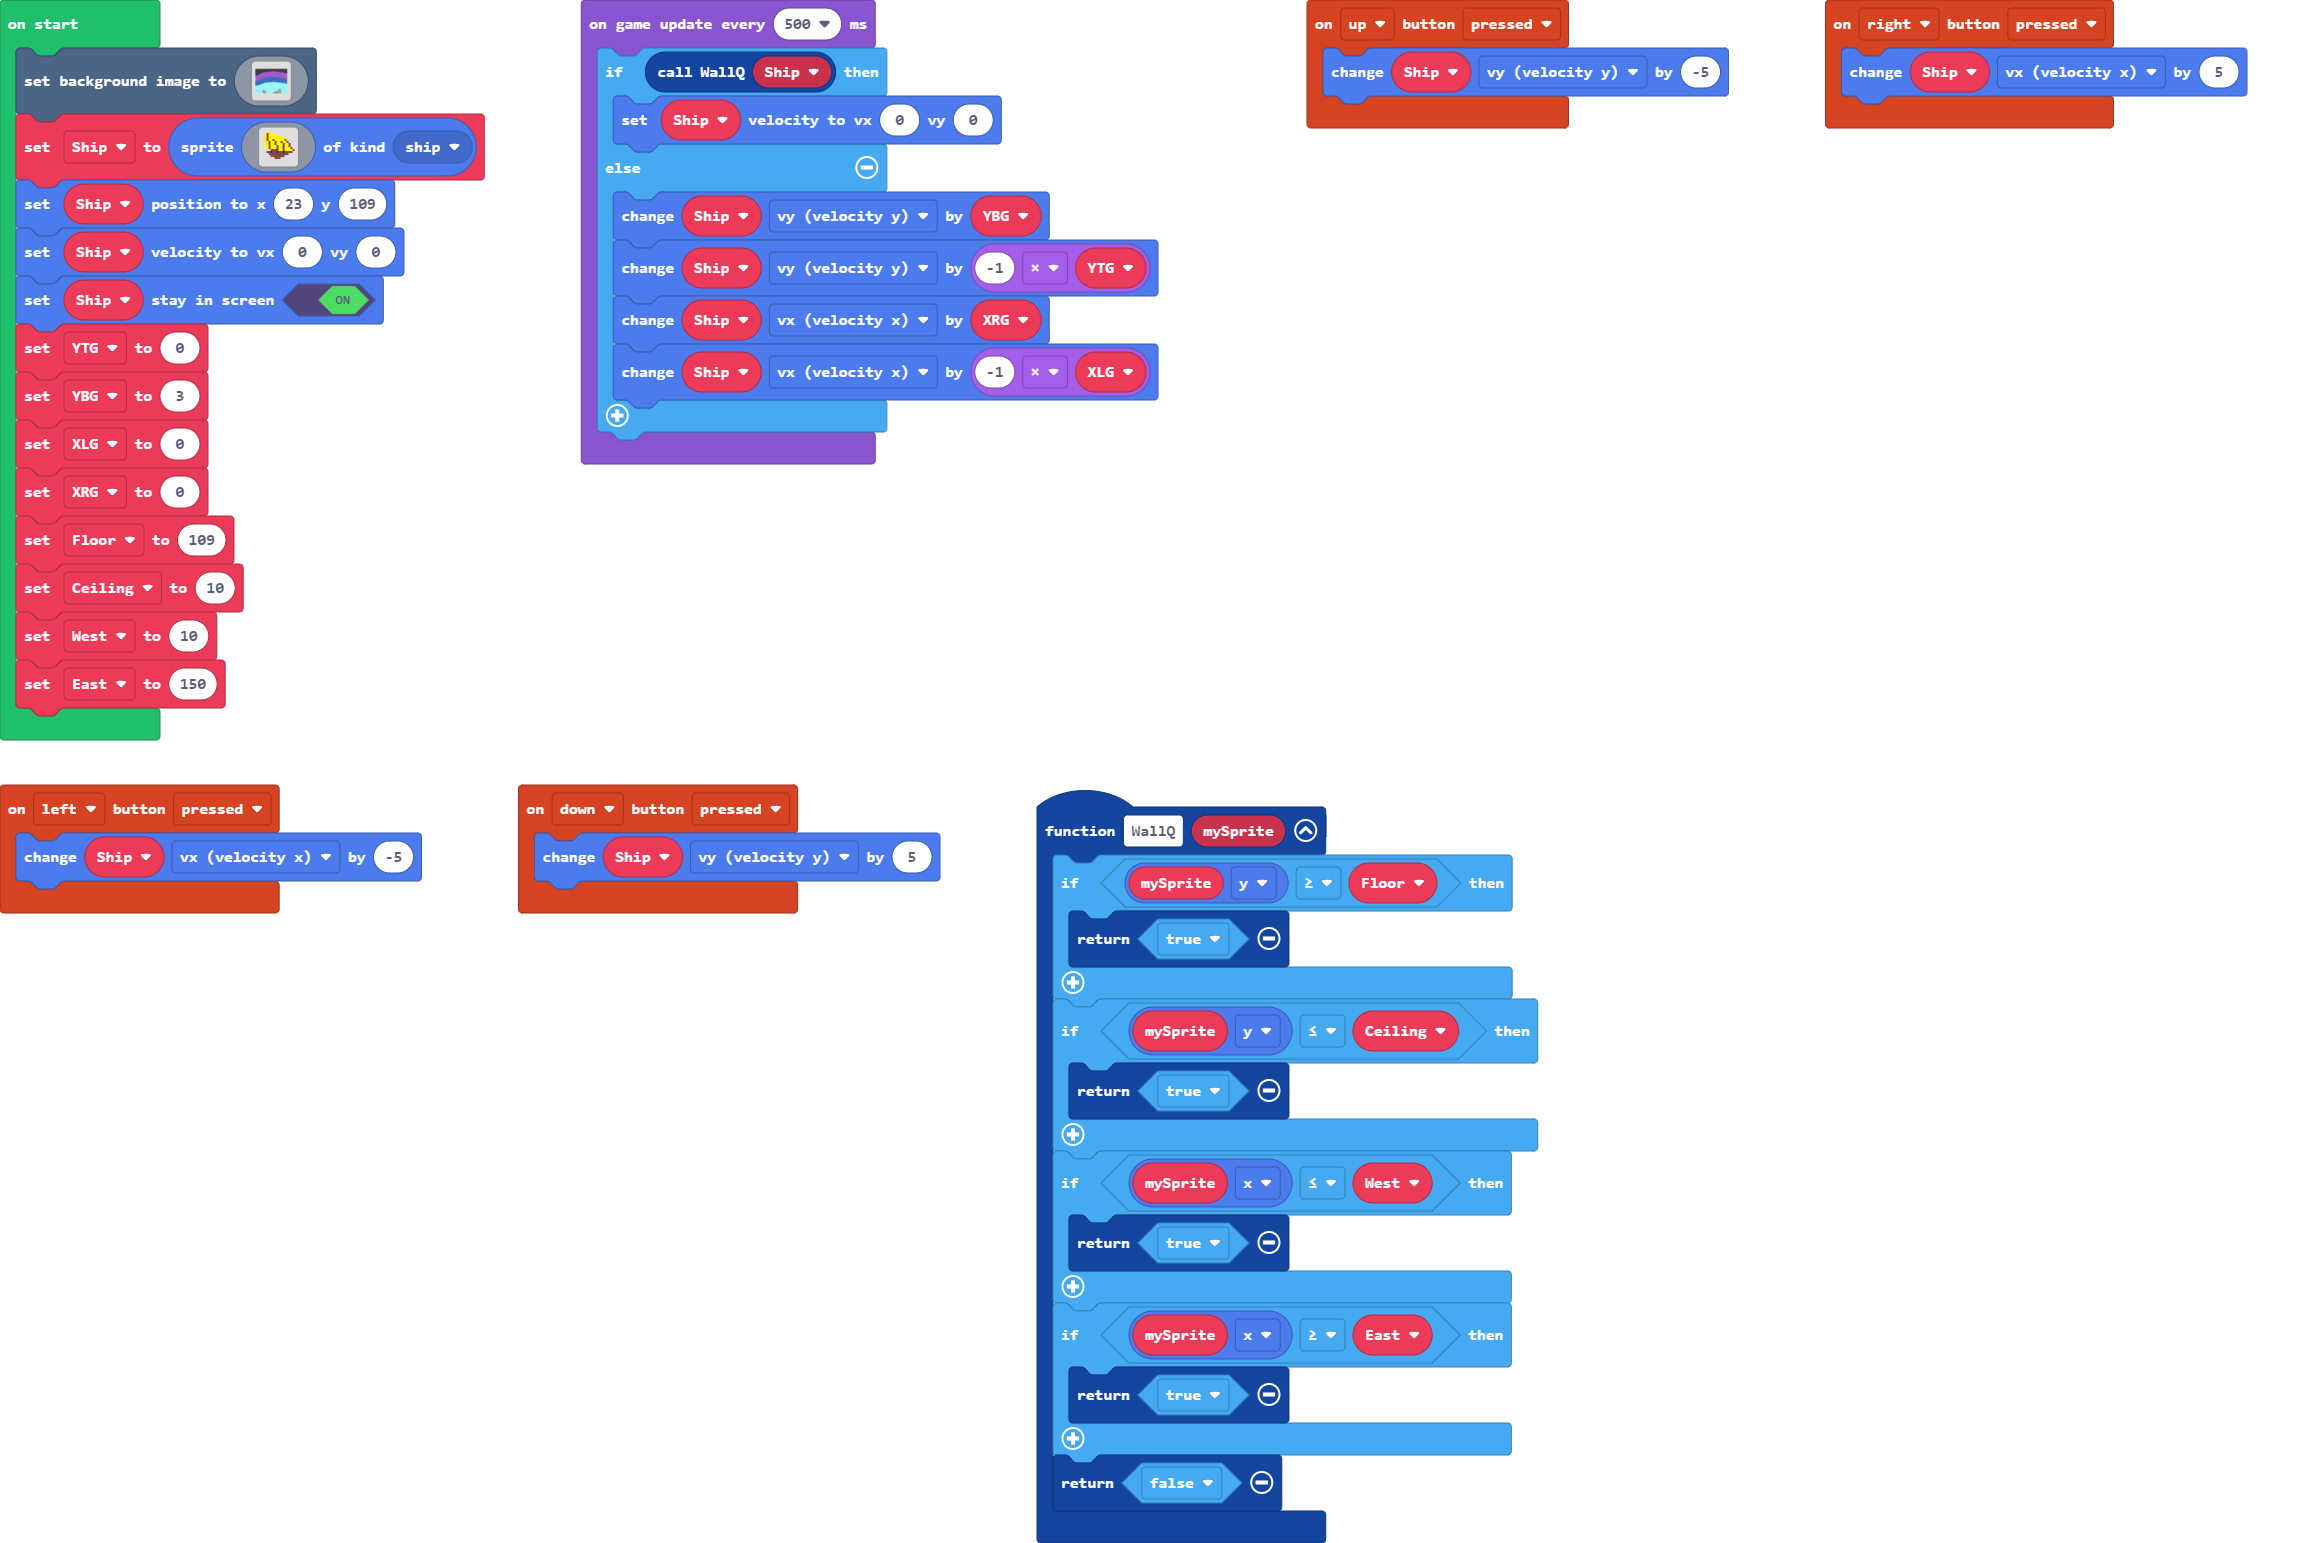 on start
set background image to
set Ship to sprite of kind ship
set Ship position to x 23 y 109
set Ship velocity to vx 0 vy 0
set Ship stay in screen ON
set YTG to 0
set YBG to 3
set XLG to 0
set XRG to 0
set Floor to 109
set Ceiling to 10
set West to 10
set East to 150
on game update every 500 ms
if call WallQ Ship then
set Ship velocity to vx 0 vy 0
else
change Ship vy (velocity y) by YBG
change Ship vy (velocity y) by -1 × YTG
change Ship vx (velocity x) by XRG
change Ship vx (velocity x) by -1 × XLG
on up button pressed
change Ship vy (velocity y) by -5
on right button pressed
change Ship vx (velocity x) by 5
on left button pressed
change Ship vx (velocity x) by -5
on down button pressed
change Ship vy (velocity y) by 5
function WallQ mySprite
if mySprite y ≥ Floor then
return true
if mySprite y ≤ Ceiling then
return true
if mySprite x ≤ West then
return true
if mySprite x ≥ East then
return true
return false